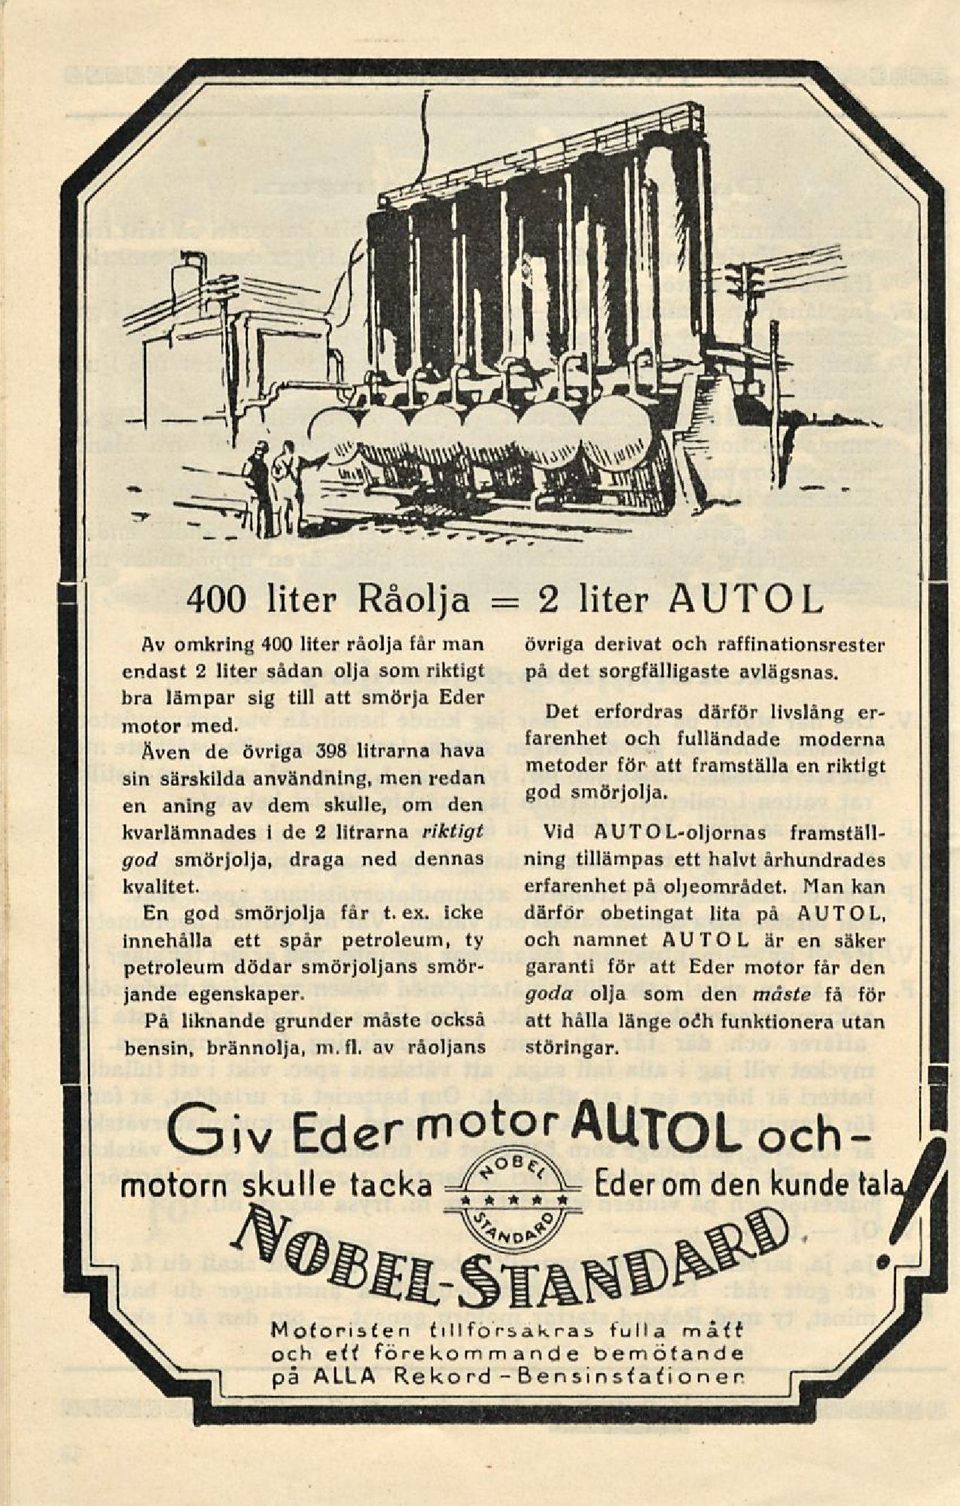 400 liter Råolja = 2 liter AUTOL
Av omkring 400 liter råolja får man
endast 2 liter sådan olja som riktigt
bra lämpar sig till att smörja Eder
motor med.
Även de övriga 398 litrarna hava
sin särskilda användning, men redan
en aning av dem skulle, om den
kvarlämnades i de 2 litrarna riktigt
god smörjolja, draga ned dennas
kvalitet.
En god smörjolja får t. ex. icke
innehålla ett spår petroleum, ty
petroleum dödar smörjoljans smör-
jande egenskaper.
På liknande grunder måste också
bensin, brännolja, m. fl. av råoljans
övriga derivat och raffinationsrester
på det sorgfälligaste avlägsnas.
Det erfordras därför livslång er-
farenhet och fulländade moderna
metoder för att framställa en riktigt
god smörjolja.
Vid AUTOL-oljornas framställ-
ning tillämpas ett halvt århundrades
erfarenhet på oljeområdet. Man kan
därför obetingat lita på AUTOL,
och namnet AUTOL är en säker
garanti för att Eder motor får den
goda olja som den måste få för
att hålla länge och funktionera utan
störingar.
Giv Eder motor AUTOL och-
motorn skulle tacka Eder om den kunde tala!
NOBEL
STANDARD
NOBEL-STANDARD.
Motoristen tillförsäkras fulla mått
och ett förekommande bemötande
på ALLA Rekord-Bensinstationer